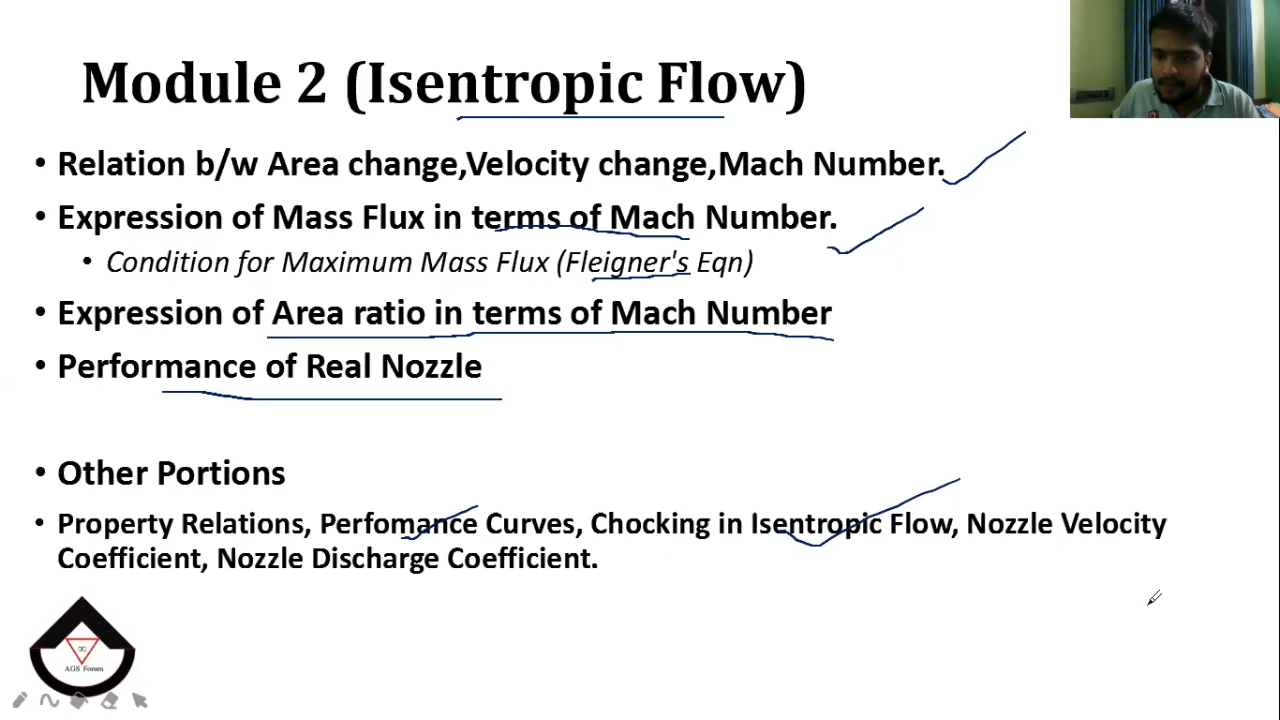 Module 2 (Isentropic Flow)
• Relation b/w Area change,Velocity change,Mach Number.
• Expression of Mass Flux in terms of Mach Number.
• Condition for Maximum Mass Flux (Fleigner's Eqn)
• Expression of Area ratio in terms of Mach Number
• Performance of Real Nozzle
• Other Portions
• Property Relations, Perfomance Curves, Chocking in Isentropic Flow, Nozzle Velocity
Coefficient, Nozzle Discharge Coefficient.
∞
AGS Forum